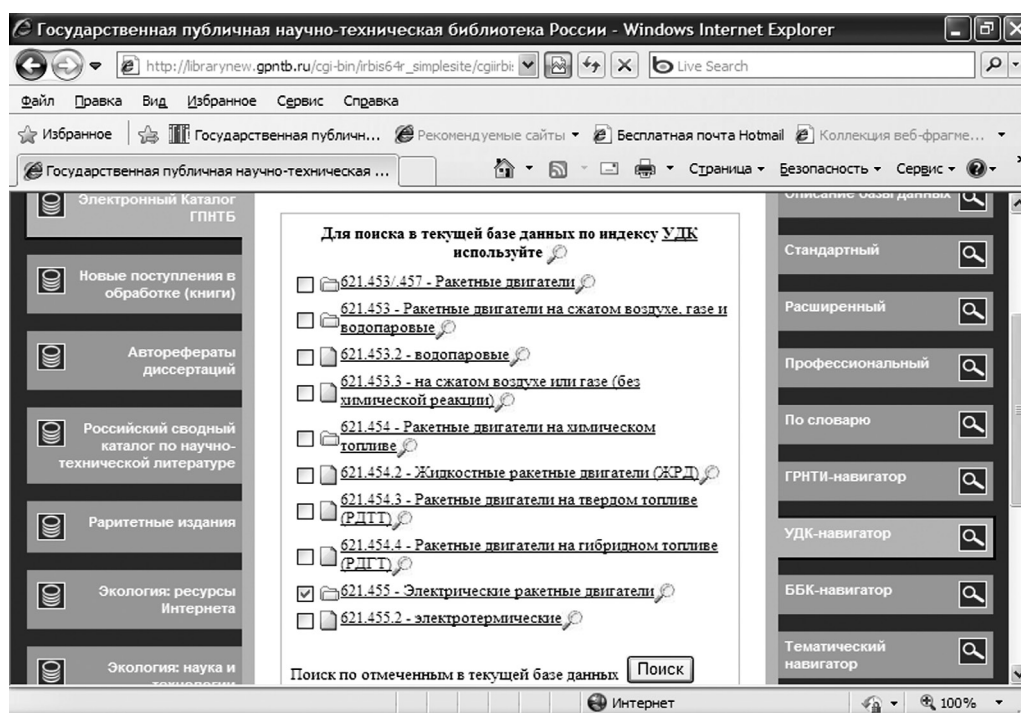 Государственная публичная научно-техническая библиотека России - Windows Internet Explorer
http://librarynew.gpntb.ru/cgi-bin/irbis64r_simplesite/cgiirbi:
Live Search
Файл Правка Вид Избранное Сервис Справка
Избранное Государственная публичн... Рекомендуемые сайты Бесплатная почта Hotmail Коллекция веб-фрагме...
Государственная публичная научно-техническая ... Страница Безопасность Сервис
Электронный Каталог
ГПНТБ
Новые поступления в
обработке (книги)
Авторефераты
диссертаций
Российский сводный
каталог по научно-
технической литературе
Раритетные издания
Экология: ресурсы
Интернета
Экология: наука и
технологии
Для поиска в текущей базе данных по индексу УДК
используйте
621.453/.457 - Ракетные двигатели
621.453 - Ракетные двигатели на сжатом воздухе, газе и
водопаровые
621.453.2 - водопаровые
621.453.3 - на сжатом воздухе или газе (без
химической реакции)
621.454 - Ракетные двигатели на химическом
топливе
621.454.2 - Жидкостные ракетные двигатели (ЖРД)
621.454.3 - Ракетные двигатели на твердом топливе
(РДТТ)
621.454.4 - Ракетные двигатели на гибридном топливе
(РДГТ)
621.455 - Электрические ракетные двигатели
621.455.2 - электротермические
Поиск по отмеченным в текущей базе данных Поиск
Описание базы данных
Стандартный
Расширенный
Профессиональный
По словарю
ГРНТИ-навигатор
УДК-навигатор
ББК-навигатор
Тематический
навигатор
Интернет
100%